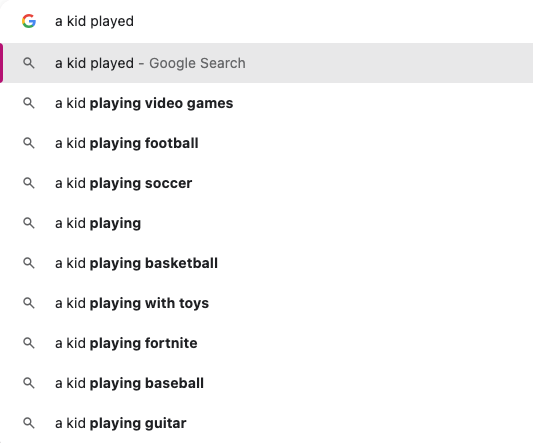 a kid played
a kid played - Google Search
a kid playing video games
a kid playing football
a kid playing soccer
a kid playing
a kid playing basketball
a kid playing with toys
a kid playing fortnite
a kid playing baseball
a kid playing guitar